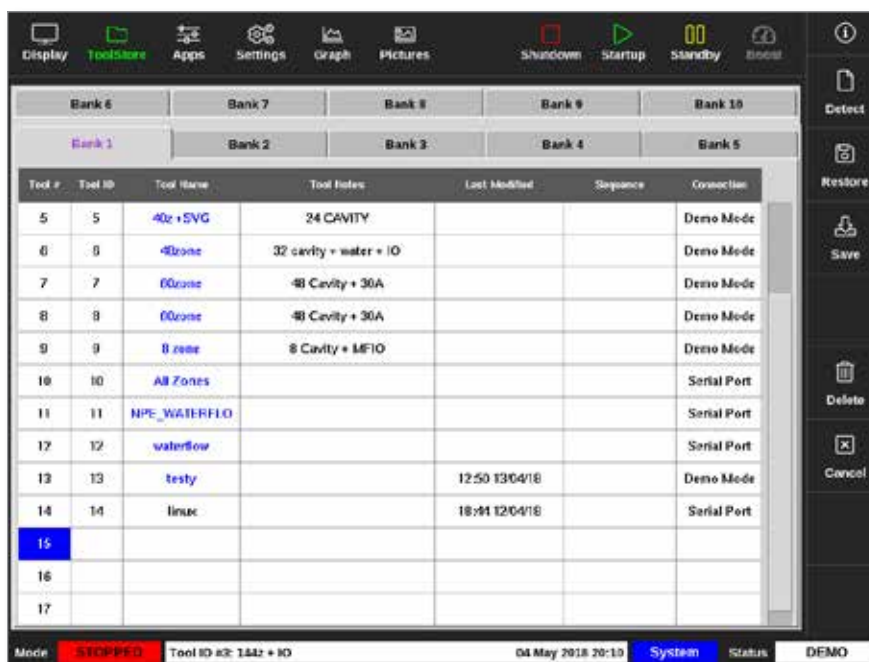 Display ToolStore Apps Settings Graph Pictures Shutdown Startup Standby Boost
Detect
Restore
Save
Delete
Cancel
Bank 6 Bank 7 Bank 8 Bank 9 Bank 10
Bank 1 Bank 2 Bank 3 Bank 4 Bank 5
Tool # Tool ID Tool Name Tool Notes Last Modified Sequence Connection
5 5 40z +SVG 24 CAVITY Demo Mode
6 6 48zone 32 cavity + water + IO Demo Mode
7 7 60zone 48 Cavity + 30A Demo Mode
8 8 60zone 48 Cavity + 30A Demo Mode
9 9 8 zone 8 Cavity + MFIO Demo Mode
10 10 All Zones Serial Port
11 11 NPE_WATERFLO Serial Port
12 12 waterflow Serial Port
13 13 testy 12:50 13/04/18 Demo Mode
14 14 linux 18:44 12/04/18 Serial Port
15
16
17
Mode STOPPED Tool ID #3: 144z + IO 04 May 2018 20:10 System Status DEMO